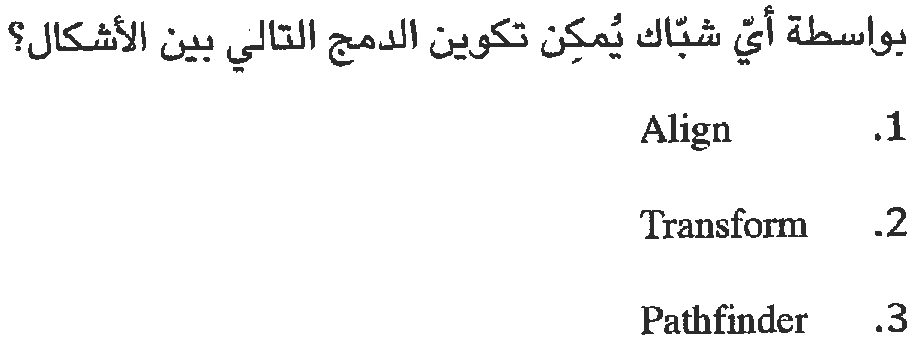 بواسطة أيّ شبّاك يُمكِن تكوين الدمج التالي بين الأشكال؟
1. Align
2. Transform
3. Pathfinder